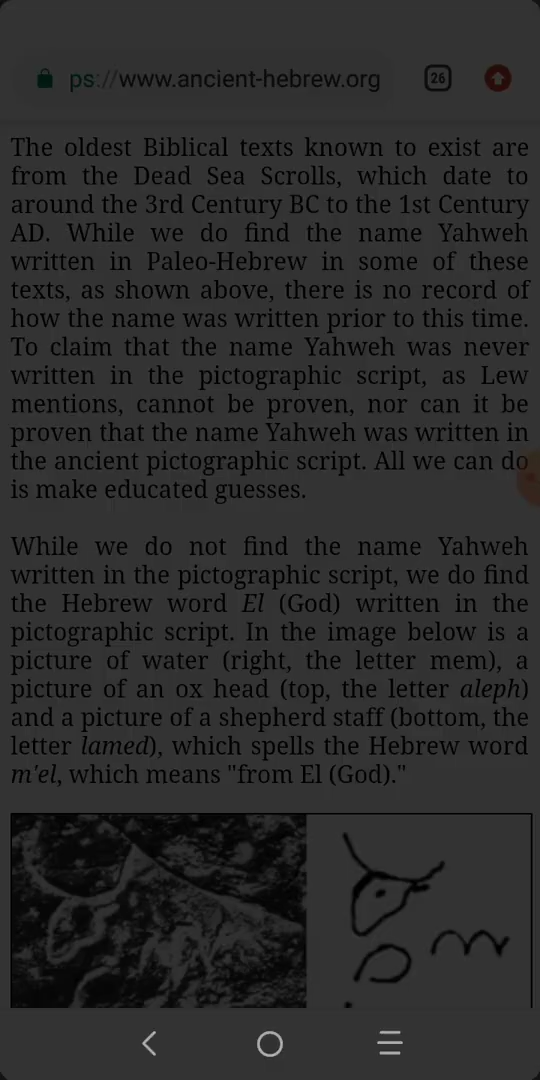 ps://www.ancient-hebrew.org
26
The oldest Biblical texts known to exist are
from the Dead Sea Scrolls, which date to
around the 3rd Century BC to the 1st Century
AD. While we do find the name Yahweh
written in Paleo-Hebrew in some of these
texts, as shown above, there is no record of
how the name was written prior to this time.
To claim that the name Yahweh was never
written in the pictographic script, as Lew
mentions, cannot be proven, nor can it be
proven that the name Yahweh was written in
the ancient pictographic script. All we can do
is make educated guesses.
While we do not find the name Yahweh
written in the pictographic script, we do find
the Hebrew word El (God) written in the
pictographic script. In the image below is a
picture of water (right, the letter mem), a
picture of an ox head (top, the letter aleph)
and a picture of a shepherd staff (bottom, the
letter lamed), which spells the Hebrew word
m'el, which means "from El (God)."